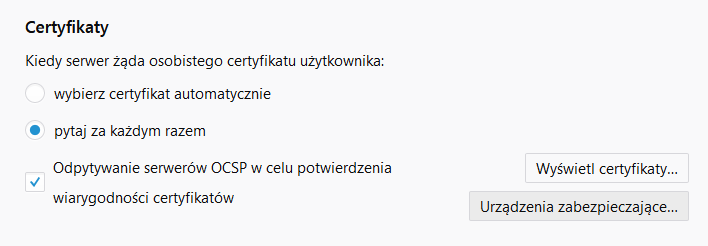 Certyfikaty
Kiedy serwer żąda osobistego certyfikatu użytkownika:
wybierz certyfikat automatycznie
pytaj za każdym razem
Odpytywanie serwerów OCSP w celu potwierdzenia
wiarygodności certyfikatów
Wyświetl certyfikaty...
Urządzenia zabezpieczające...